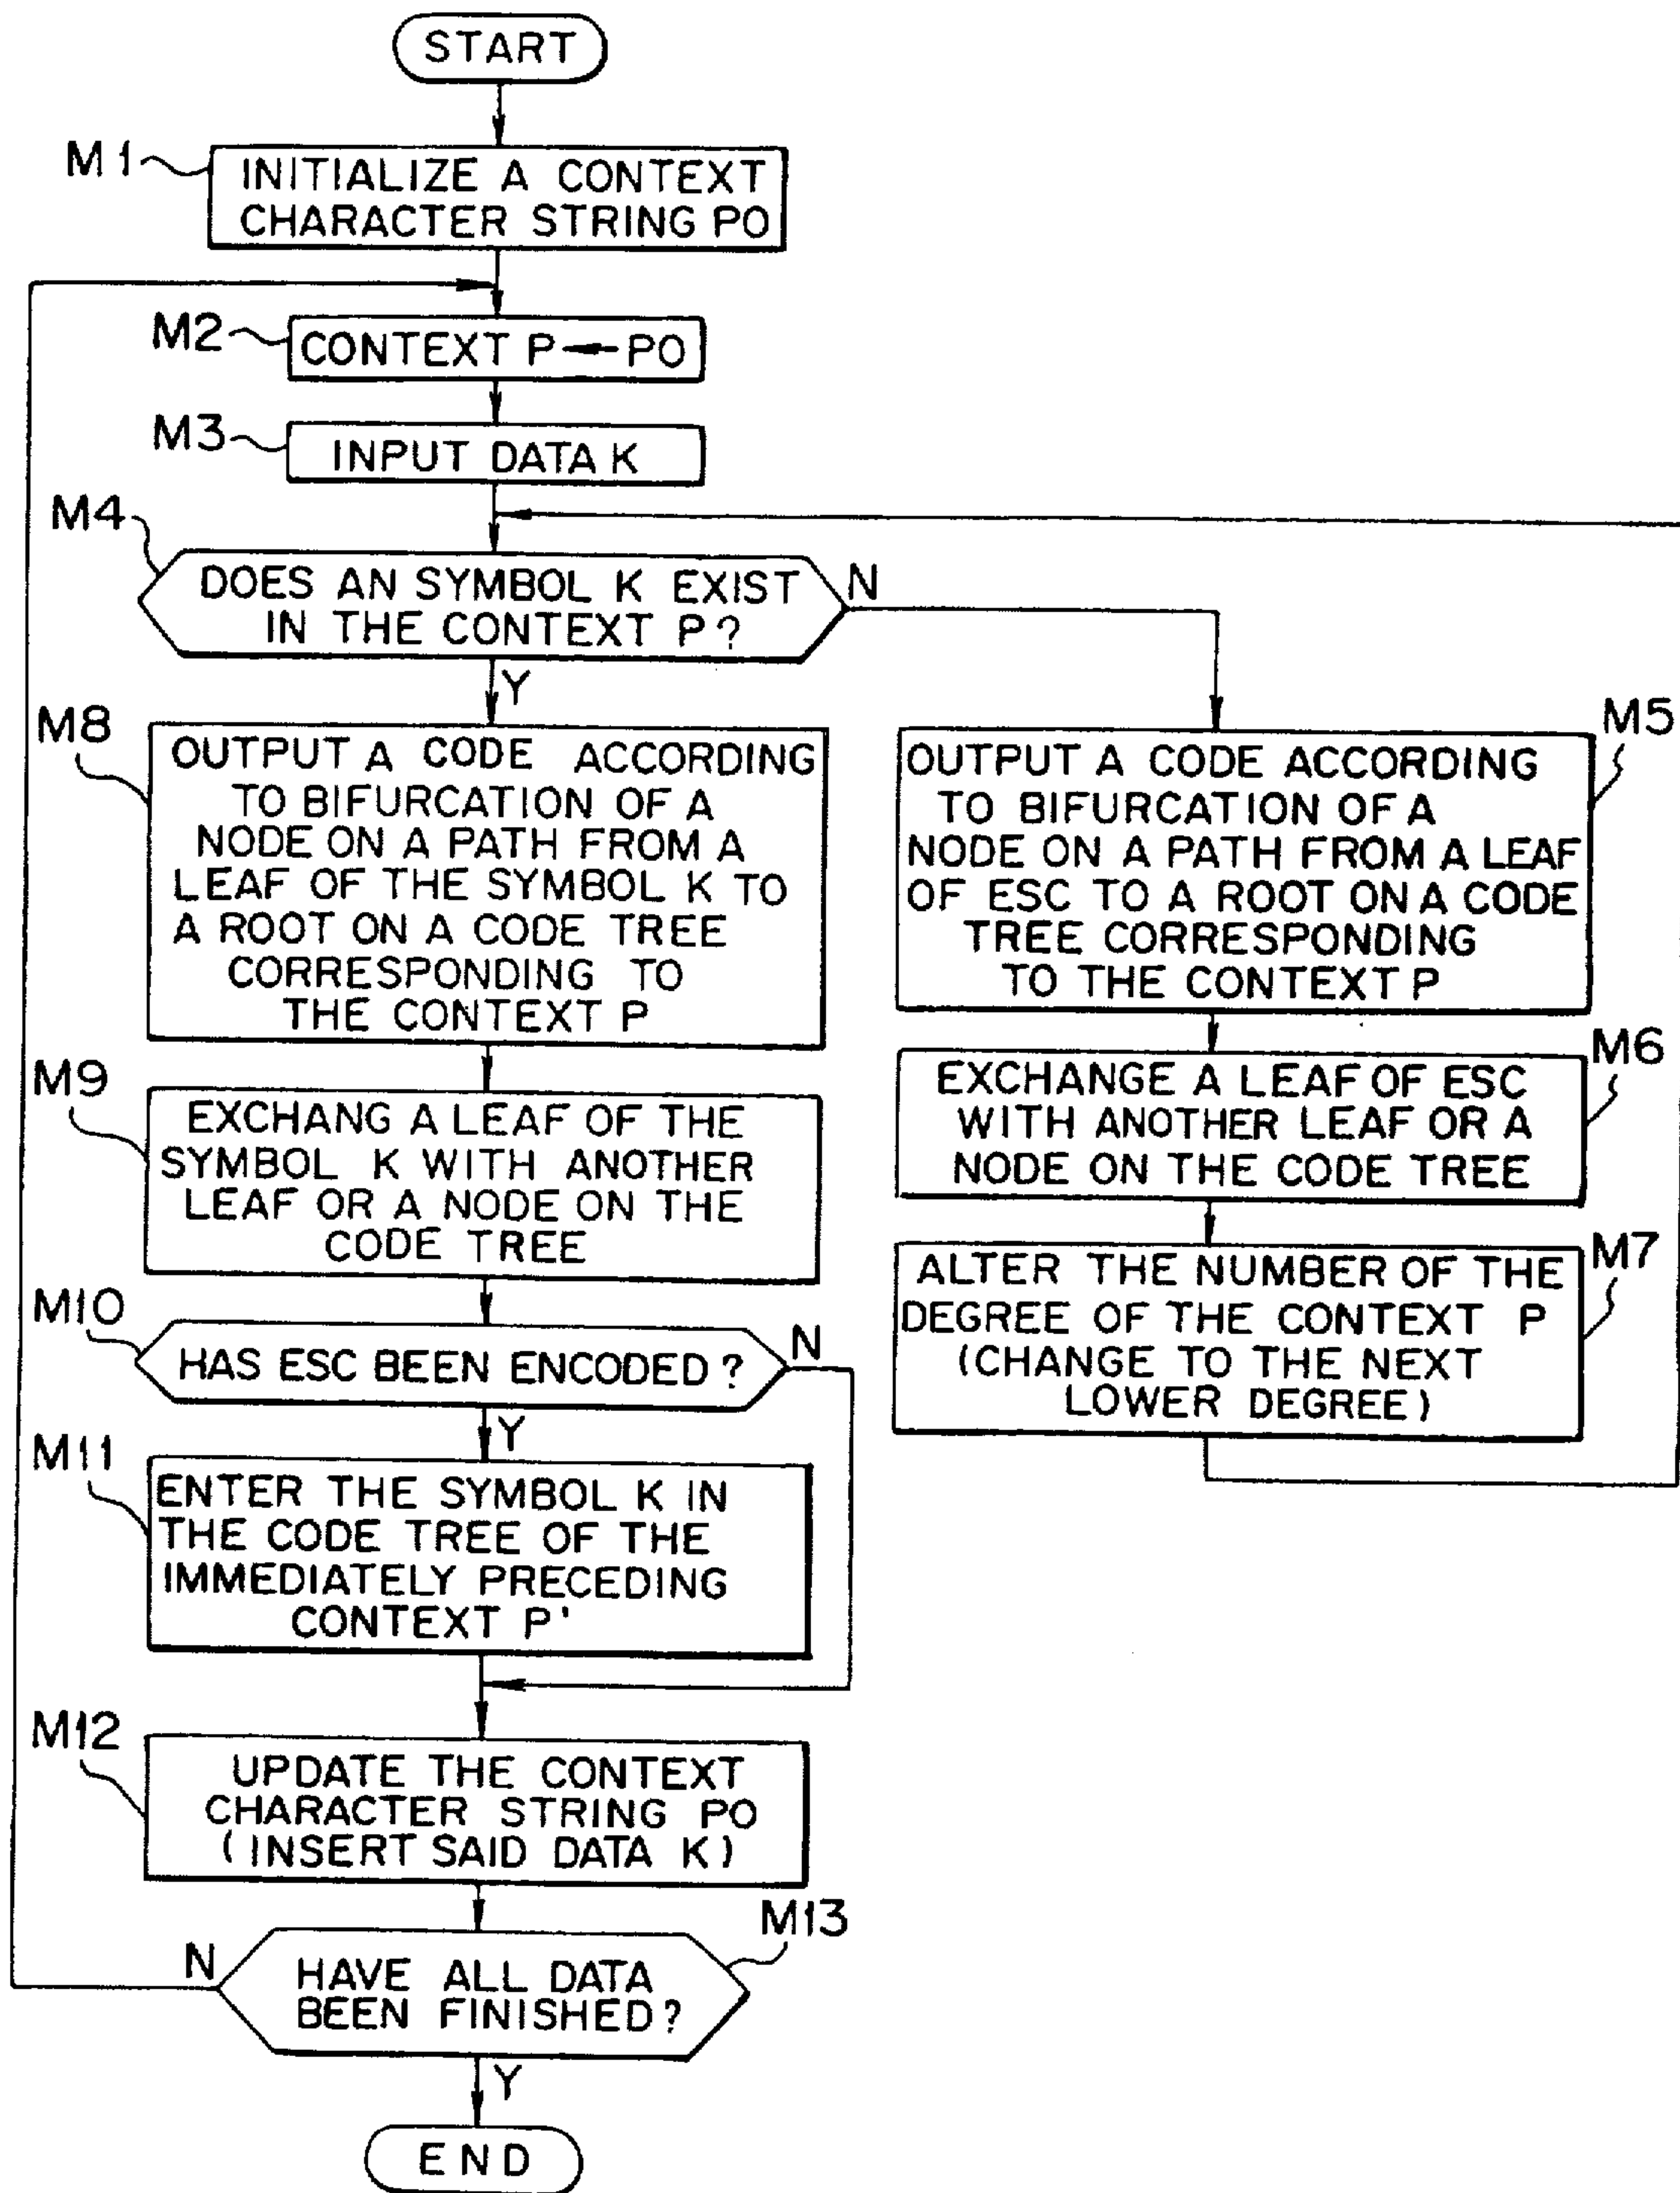 START
M1
INITIALIZE A CONTEXT
CHARACTER STRING PO
M2
CONTEXT P ← PO
M3
INPUT DATA K
M4
DOES AN SYMBOL K EXIST
IN THE CONTEXT P?
N
Y
M8
OUTPUT A CODE ACCORDING
TO BIFURCATION OF A
NODE ON A PATH FROM A
LEAF OF THE SYMBOL K TO
A ROOT ON A CODE TREE
CORRESPONDING TO
THE CONTEXT P
M5
OUTPUT A CODE ACCORDING
TO BIFURCATION OF A
NODE ON A PATH FROM A LEAF
OF ESC TO A ROOT ON A CODE
TREE CORRESPONDING
TO THE CONTEXT P
M9
EXCHANG A LEAF OF THE
SYMBOL K WITH ANOTHER
LEAF OR A NODE ON THE
CODE TREE
M6
EXCHANGE A LEAF OF ESC
WITH ANOTHER LEAF OR A
NODE ON THE CODE TREE
M7
ALTER THE NUMBER OF THE
DEGREE OF THE CONTEXT P
(CHANGE TO THE NEXT
LOWER DEGREE)
M10
HAS ESC BEEN ENCODED?
N
Y
M11
ENTER THE SYMBOL K IN
THE CODE TREE OF THE
IMMEDIATELY PRECEDING
CONTEXT P'
M12
UPDATE THE CONTEXT
CHARACTER STRING PO
(INSERT SAID DATA K)
M13
HAVE ALL DATA
BEEN FINISHED?
N
Y
END